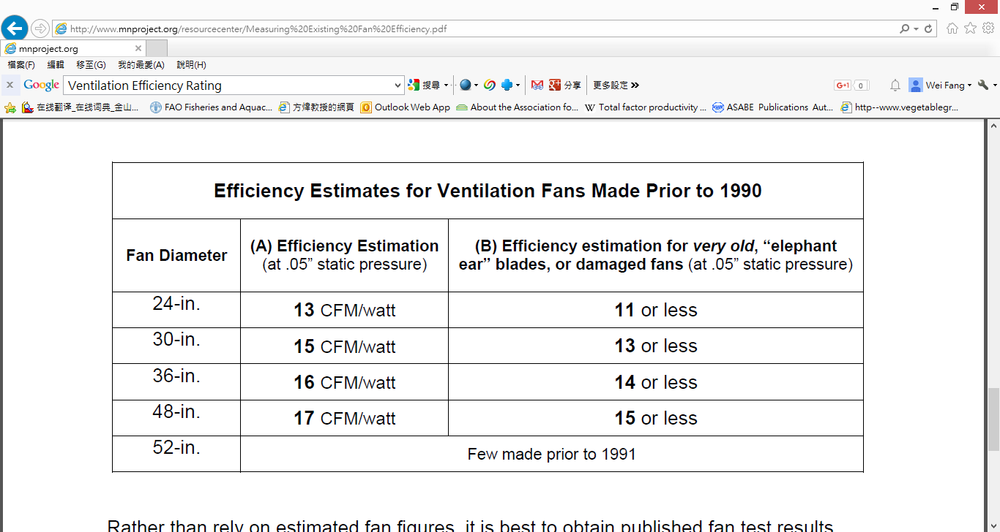 http://www.mnproject.org/resourcecenter/Measuring%20Existing%20Fan%20Efficiency.pdf
mnproject.org
檔案(F) 編輯 移至(G) 我的最愛(A) 說明(H)
x Google Ventilation Efficiency Rating 搜尋 分享 更多設定 » G+1 0 Wei Fang
在线翻译_在线词典_金山... FAO Fisheries and Aquac... 方煒教授的網頁 Outlook Web App About the Association fo... W Total factor productivity ... ASABE Publications Aut... http--www.vegetablegr...
Efficiency Estimates for Ventilation Fans Made Prior to 1990
Fan Diameter
(A) Efficiency Estimation
(at .05” static pressure)
(B) Efficiency estimation for very old, “elephant
ear” blades, or damaged fans (at .05” static pressure)
24-in. 13 CFM/watt 11 or less
30-in. 15 CFM/watt 13 or less
36-in. 16 CFM/watt 14 or less
48-in. 17 CFM/watt 15 or less
52-in. Few made prior to 1991
Rather than rely on estimated fan figures, it is best to obtain published fan test results